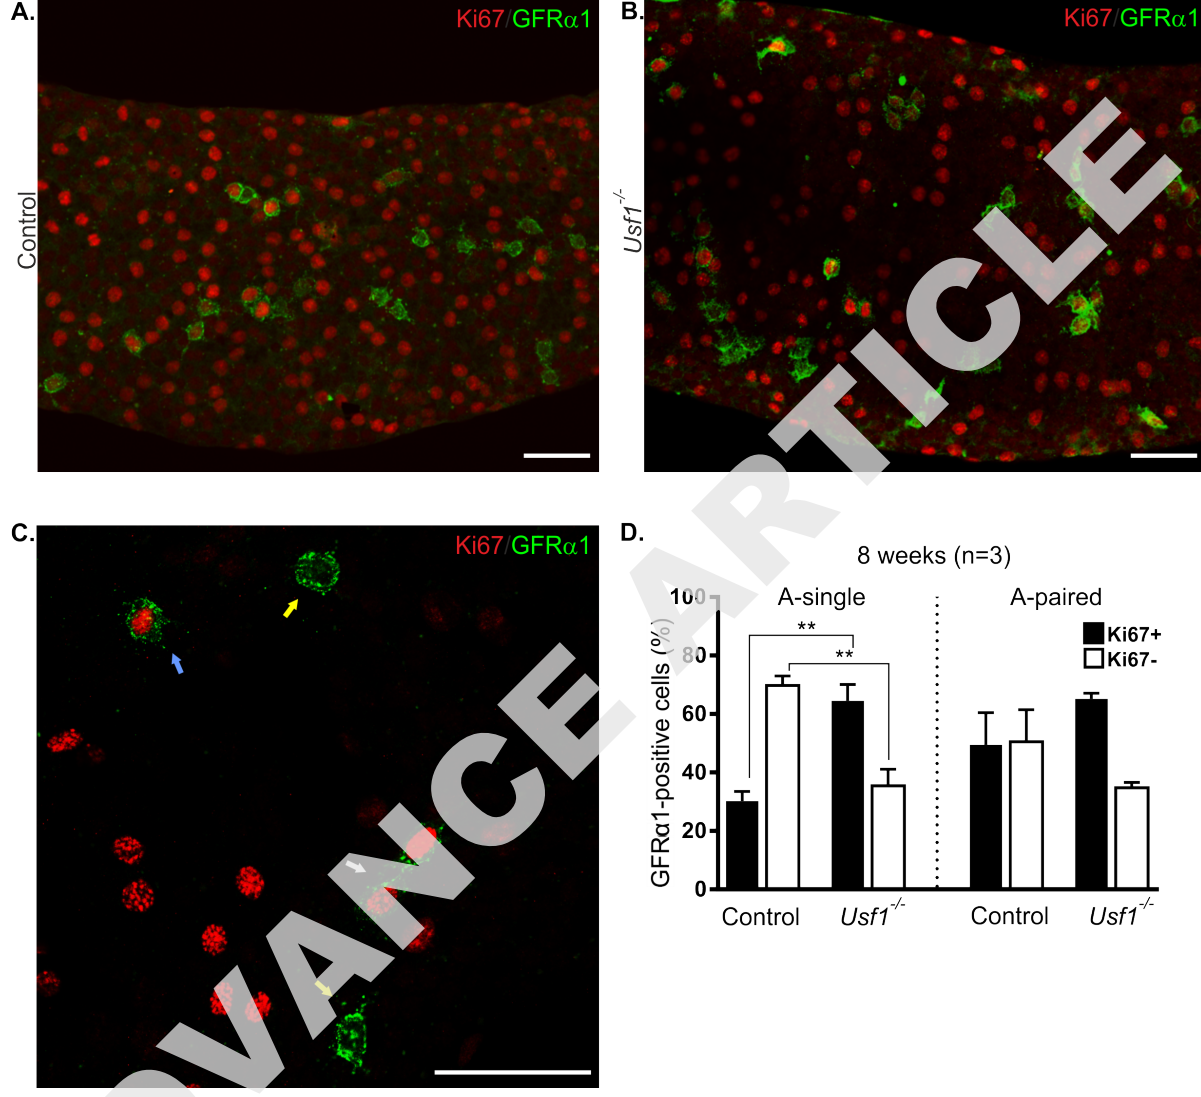 A.
Ki67/GFRα1
Control
B.
Ki67/GFRα1
Usf1-/-
C.
Ki67/GFRα1
D.
8 weeks (n=3)
A-single
A-paired
Ki67+
Ki67-
**
**
GFRα1-positive cells (%)
100
80
60
40
20
0
Control
Usf1-/-
Control
Usf1-/-
ADVANCE ARTICLE